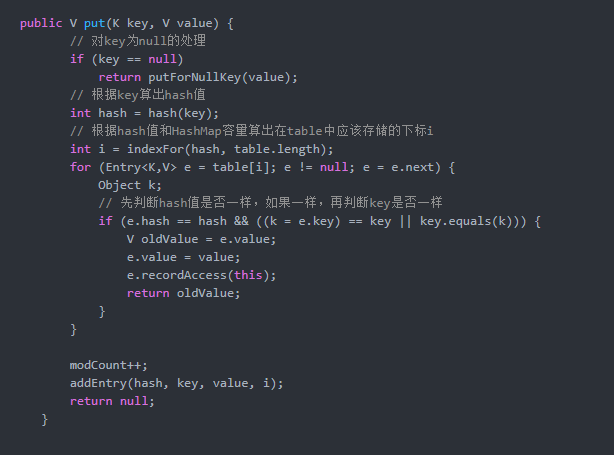 public V put(K key, V value) {
// 对key为null的处理
if (key == null)
return putForNullKey(value);
// 根据key算出hash值
int hash = hash(key);
// 根据hash值和HashMap容量算出在table中应该存储的下标i
int i = indexFor(hash, table.length);
for (Entry<K,V> e = table[i]; e != null; e = e.next) {
Object k;
// 先判断hash值是否一样，如果一样，再判断key是否一样
if (e.hash == hash && ((k = e.key) == key || key.equals(k))) {
V oldValue = e.value;
e.value = value;
e.recordAccess(this);
return oldValue;
}
}
modCount++;
addEntry(hash, key, value, i);
return null;
}